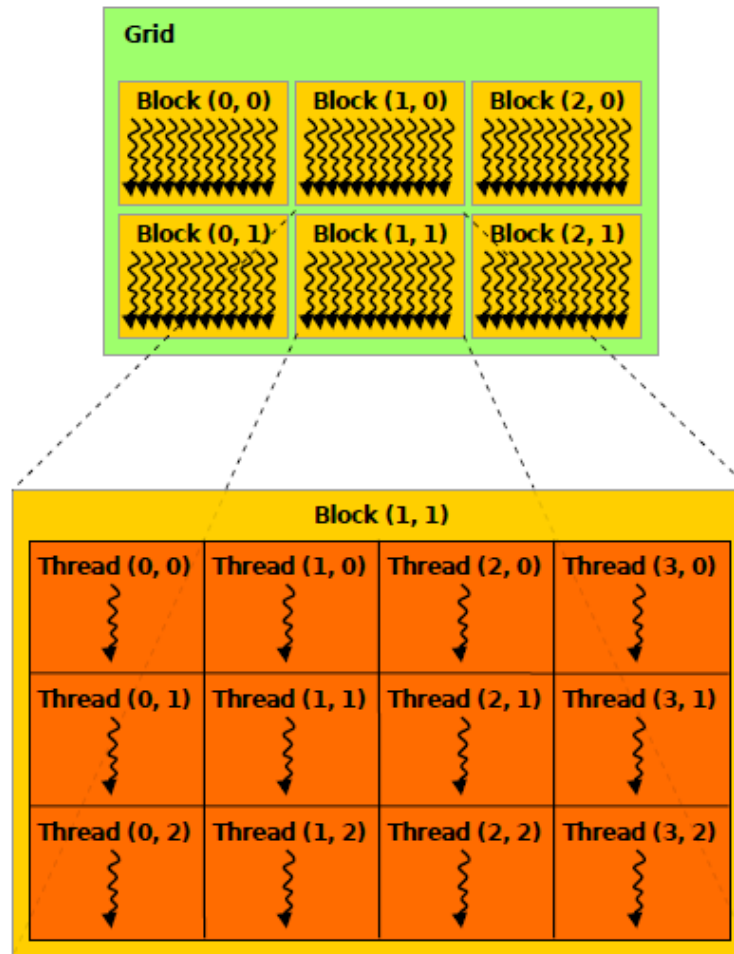 Grid
Block (0, 0) Block (1, 0) Block (2, 0)
Block (0, 1) Block (1, 1) Block (2, 1)
Block (1, 1)
Thread (0, 0) Thread (1, 0) Thread (2, 0) Thread (3, 0)
Thread (0, 1) Thread (1, 1) Thread (2, 1) Thread (3, 1)
Thread (0, 2) Thread (1, 2) Thread (2, 2) Thread (3, 2)